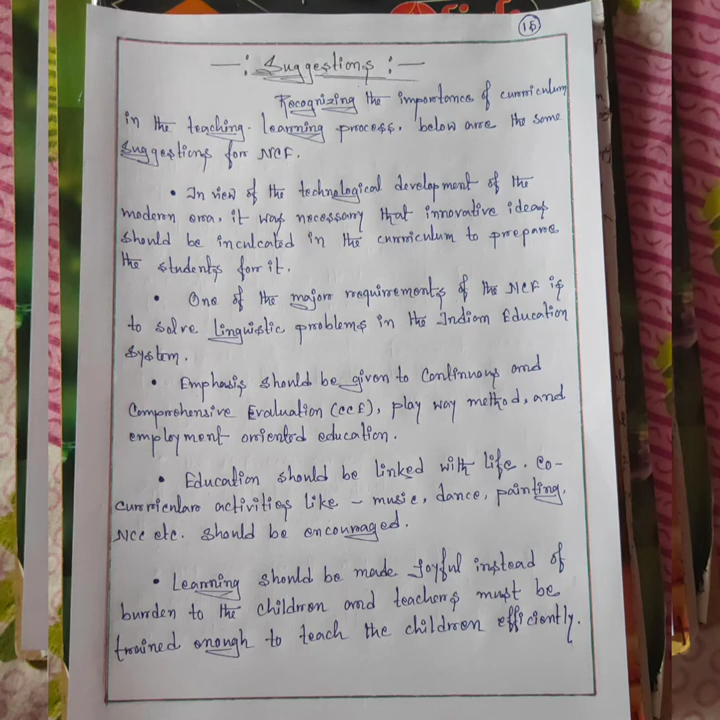 15
—: Suggestions :—
Recognizing the importance of curriculum
in the teaching-learning process, below are the some
suggestions for NCF.
• In view of the technological development of the
modern era, it was necessary that innovative ideas
should be inculcated in the curriculum to prepare
the students for it.
• One of the major requirements of the NCF is
to solve linguistic problems in the Indian Education
System.
• Emphasis should be given to Continuous and
Comprehensive Evaluation (CCE), play way method, and
employment oriented education.
• Education should be linked with life. Co-
curricular activities like – music, dance, painting,
NCC etc. should be encouraged.
• Learning should be made joyful instead of
burden to the children and teachers must be
trained enough to teach the children efficiently.